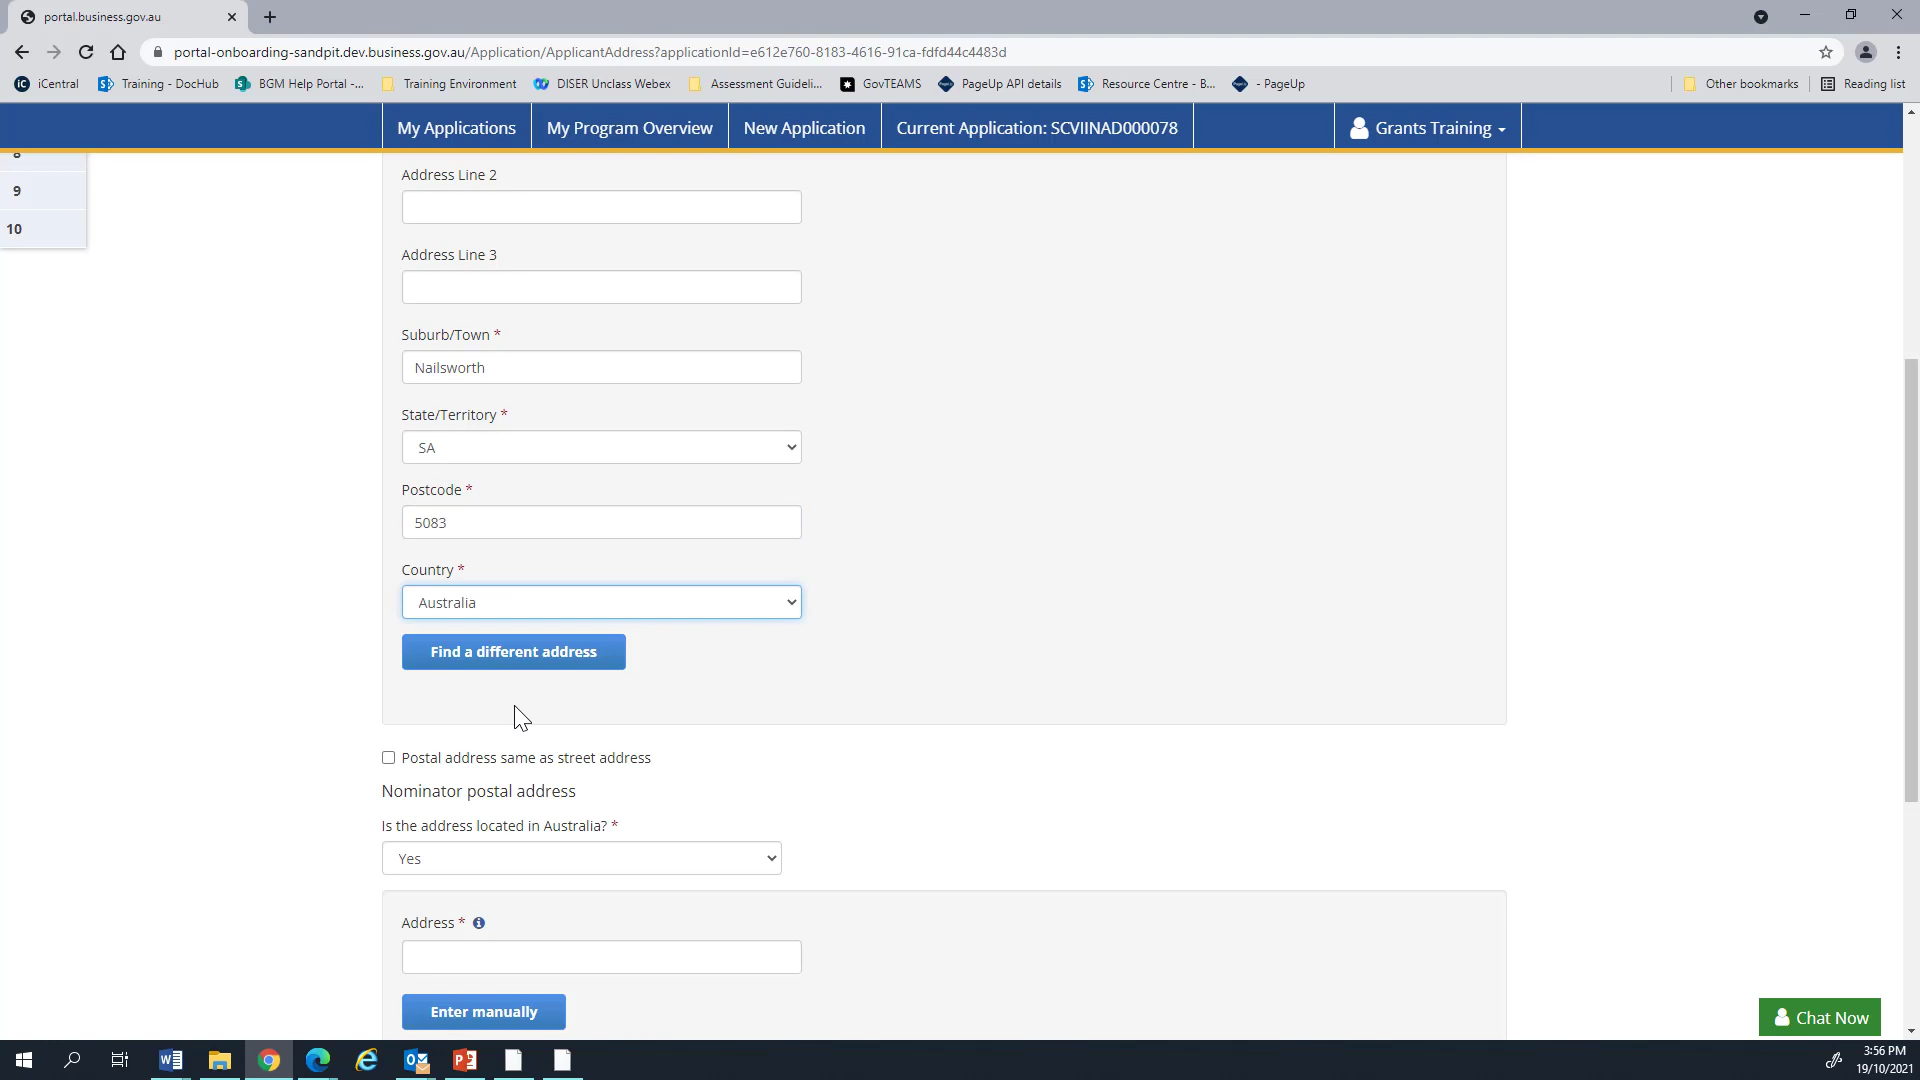 portal.business.gov.au
portal-onboarding-sandpit.dev.business.gov.au/Application/ApplicantAddress?applicationId=e612e760-8183-4616-91ca-fdfd44c4483d
iCentral Training - DocHub BGM Help Portal -... Training Environment DISER Unclass Webex Assessment Guideli... GovTEAMS PageUp API details Resource Centre - B... - PageUp Other bookmarks Reading list
My Applications My Program Overview New Application Current Application: SCVIINAD000078 Grants Training
8
9
10
Address Line 2
Address Line 3
Suburb/Town *
Nailsworth
State/Territory *
SA
Postcode *
5083
Country *
Australia
Find a different address
Postal address same as street address
Nominator postal address
Is the address located in Australia? *
Yes
Address *
Enter manually
Chat Now
3:56 PM
19/10/2021